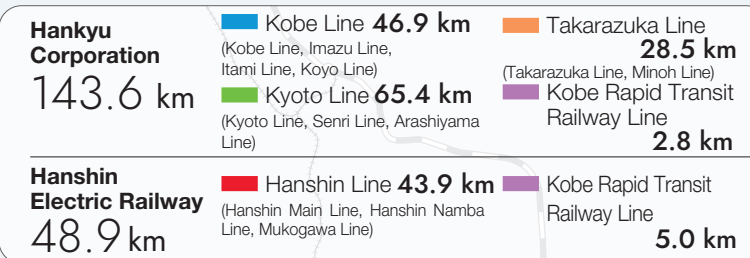 Hankyu
Corporation
143.6 km
Kobe Line 46.9 km
(Kobe Line, Imazu Line,
Itami Line, Koyo Line)
Kyoto Line 65.4 km
(Kyoto Line, Senri Line, Arashiyama
Line)
Takarazuka Line
28.5 km
(Takarazuka Line, Minoh Line)
Kobe Rapid Transit
Railway Line
2.8 km
Hanshin
Electric Railway
48.9 km
Hanshin Line 43.9 km
(Hanshin Main Line, Hanshin Namba
Line, Mukogawa Line)
Kobe Rapid Transit
Railway Line
5.0 km